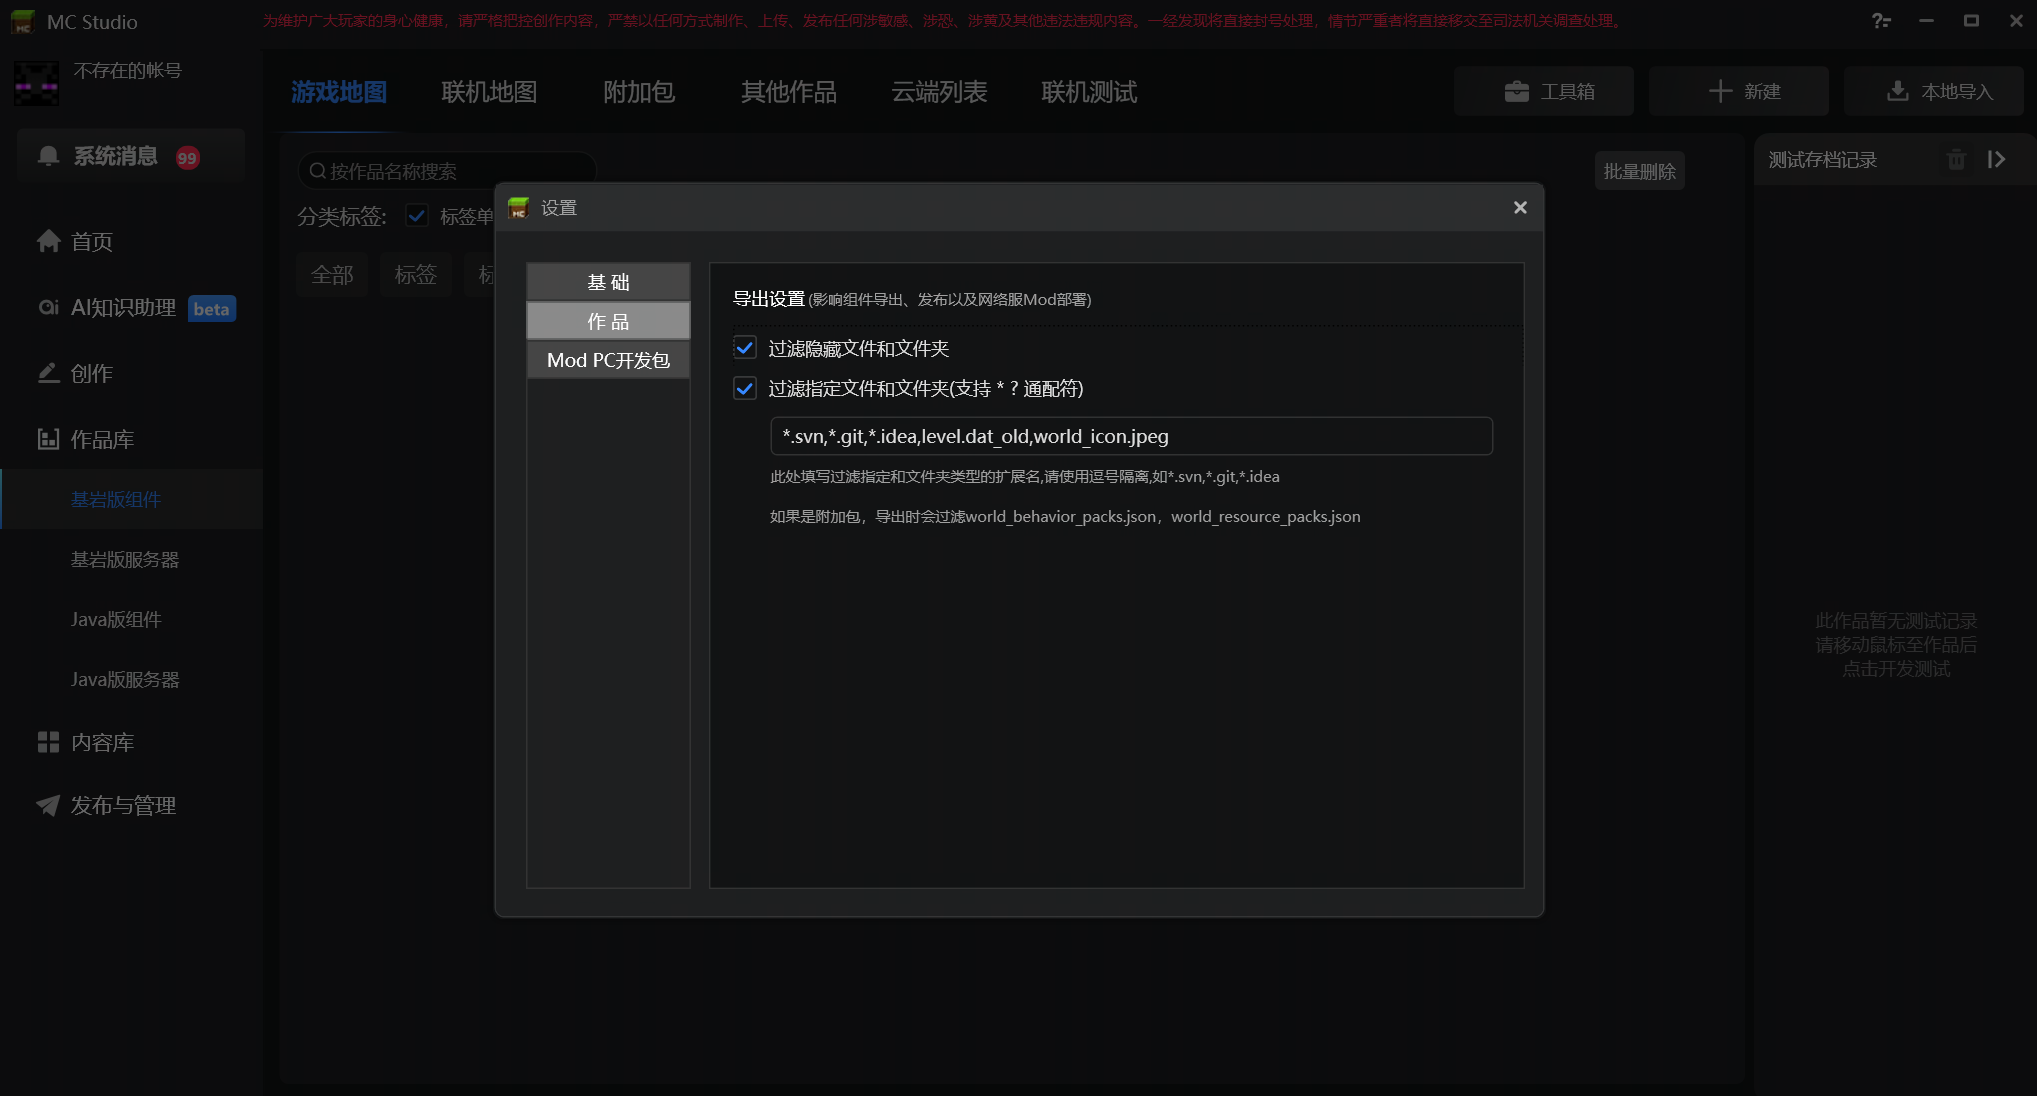 MC Studio
为维护广大玩家的身心健康，请严格把控创作内容，严禁以任何方式制作、上传、发布任何涉敏感、涉恐、涉黄及其他违法违规内容。一经发现将直接封号处理，情节严重者将直接移交至司法机关调查处理。
不存在的帐号
游戏地图
联机地图
附加包
其他作品
云端列表
联机测试
工具箱
新建
本地导入
系统消息 99
按作品名称搜索
批量删除
测试存档记录
分类标签:
标签单
全部
标签
首页
AI知识助理 beta
创作
作品库
基岩版组件
基岩版服务器
Java版组件
Java版服务器
内容库
发布与管理
设置
基 础
作 品
Mod PC开发包
导出设置 (影响组件导出、发布以及网络服Mod部署)
过滤隐藏文件和文件夹
过滤指定文件和文件夹(支持 * ? 通配符)
*.svn,*.git,*.idea,level.dat_old,world_icon.jpeg
此处填写过滤指定和文件夹类型的扩展名,请使用逗号隔离,如*.svn,*.git,*.idea
如果是附加包，导出时会过滤world_behavior_packs.json，world_resource_packs.json
此作品暂无测试记录
请移动鼠标至作品后
点击开发测试